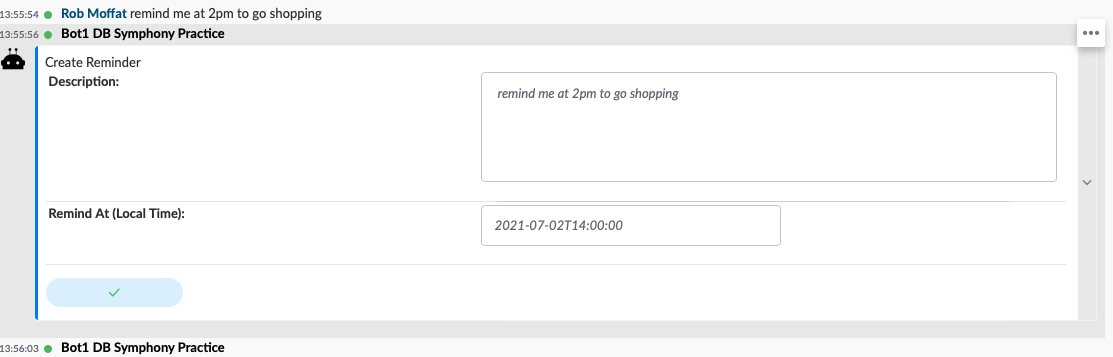 13:55:54 Rob Moffat remind me at 2pm to go shopping
13:55:56 Bot1 DB Symphony Practice
Create Reminder
Description:
remind me at 2pm to go shopping
Remind At (Local Time):
2021-07-02T14:00:00
13:56:03 Bot1 DB Symphony Practice